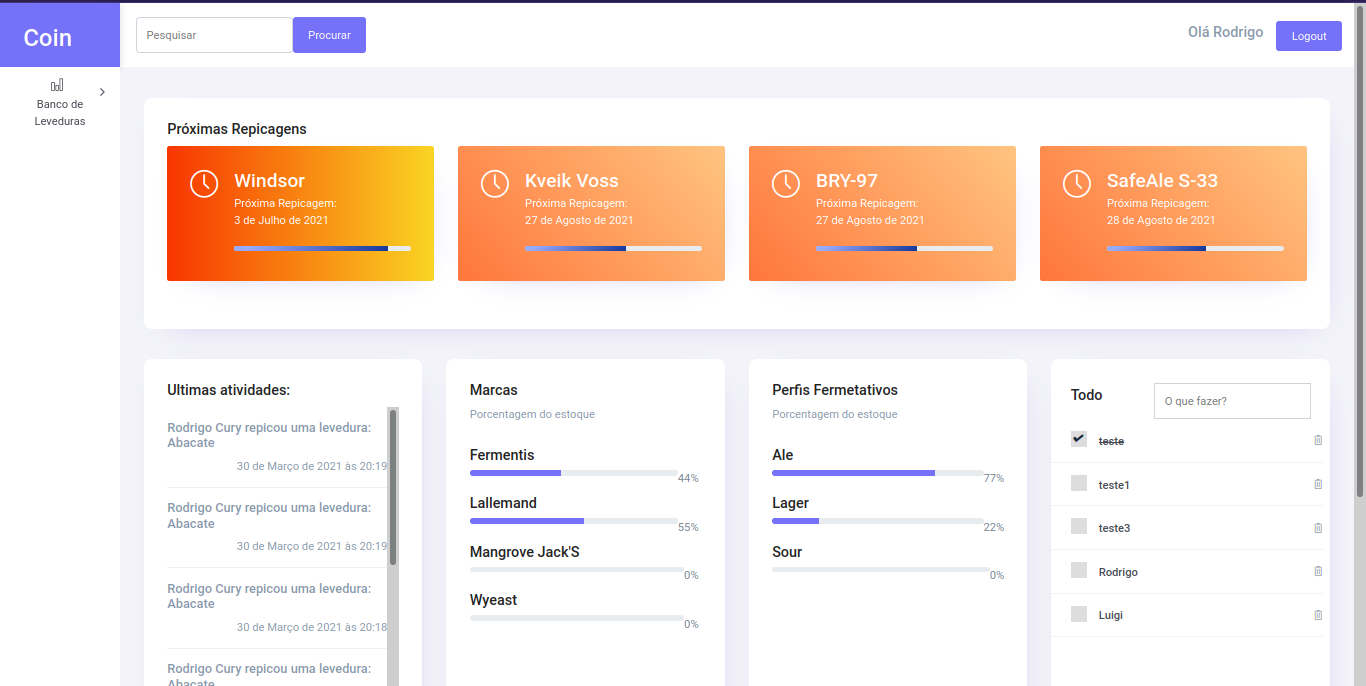 Coin
Pesquisar
Procurar
Olá Rodrigo
Logout
Banco de
Leveduras
Próximas Repicagens
Windsor
Próxima Repicagem:
3 de Julho de 2021
Kveik Voss
Próxima Repicagem:
27 de Agosto de 2021
BRY-97
Próxima Repicagem:
27 de Agosto de 2021
SafeAle S-33
Próxima Repicagem:
28 de Agosto de 2021
Ultimas atividades:
Rodrigo Cury repicou uma levedura:
Abacate
30 de Março de 2021 às 20:19
Rodrigo Cury repicou uma levedura:
Abacate
30 de Março de 2021 às 20:19
Rodrigo Cury repicou uma levedura:
Abacate
30 de Março de 2021 às 20:18
Rodrigo Cury repicou uma levedura:
Abacate
Marcas
Porcentagem do estoque
Fermentis
44%
Lallemand
55%
Mangrove Jack'S
0%
Wyeast
0%
Perfis Fermetativos
Porcentagem do estoque
Ale
77%
Lager
22%
Sour
0%
Todo
O que fazer?
teste
teste1
teste3
Rodrigo
Luigi